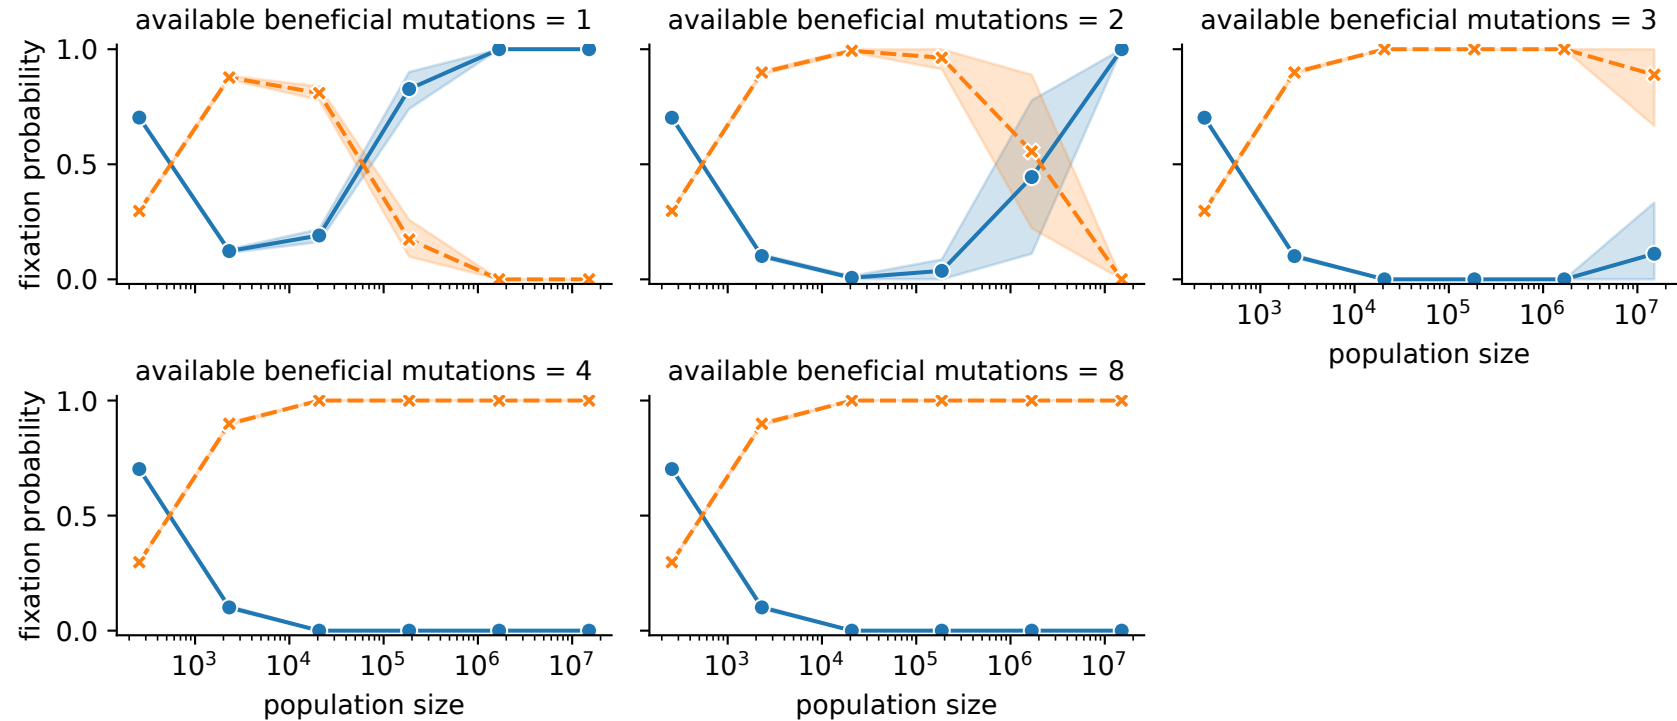 available beneficial mutations = 1
available beneficial mutations = 2
available beneficial mutations = 3
fixation probability
1.0
0.5
0.0
10³ 10⁴ 10⁵ 10⁶ 10⁷
population size
available beneficial mutations = 4
available beneficial mutations = 8
fixation probability
1.0
0.5
0.0
10³ 10⁴ 10⁵ 10⁶ 10⁷
10³ 10⁴ 10⁵ 10⁶ 10⁷
population size
population size